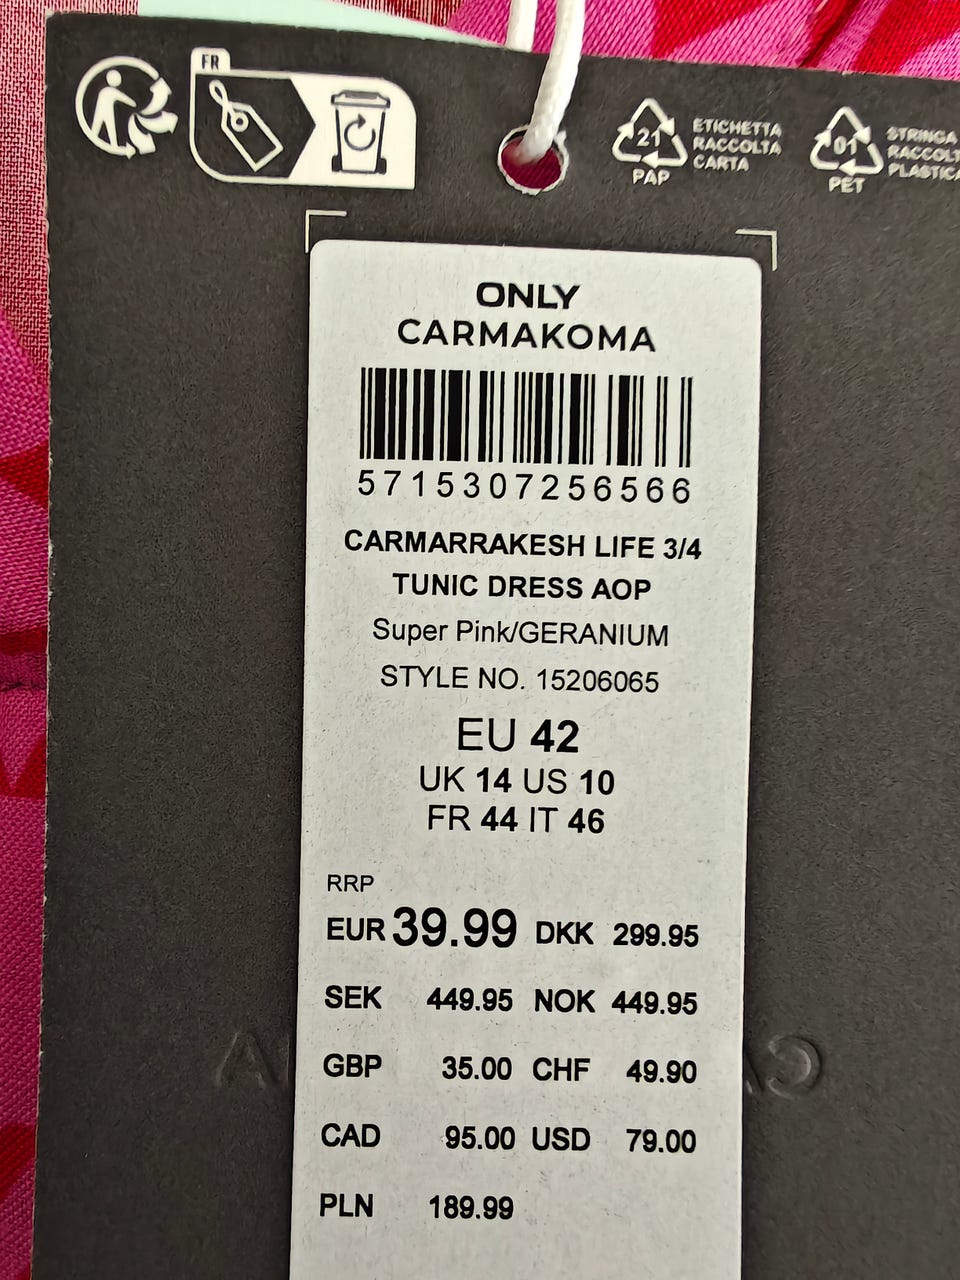 FR
21
PAP
ETICHETTA
RACCOLTA
CARTA
01
PET
STRINGA
RACCOLT
PLASTICA
ONLY
CARMAKOMA
5715307256566
CARMARRAKESH LIFE 3/4
TUNIC DRESS AOP
Super Pink/GERANIUM
STYLE NO. 15206065
EU 42
UK 14 US 10
FR 44 IT 46
RRP
EUR 39.99 DKK 299.95
SEK 449.95 NOK 449.95
GBP 35.00 CHF 49.90
CAD 95.00 USD 79.00
PLN 189.99